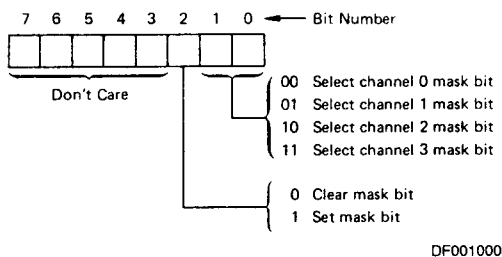 7 6 5 4 3 2 1 0 Bit Number
Don't Care
00 Select channel 0 mask bit
01 Select channel 1 mask bit
10 Select channel 2 mask bit
11 Select channel 3 mask bit
0 Clear mask bit
1 Set mask bit
DF001000